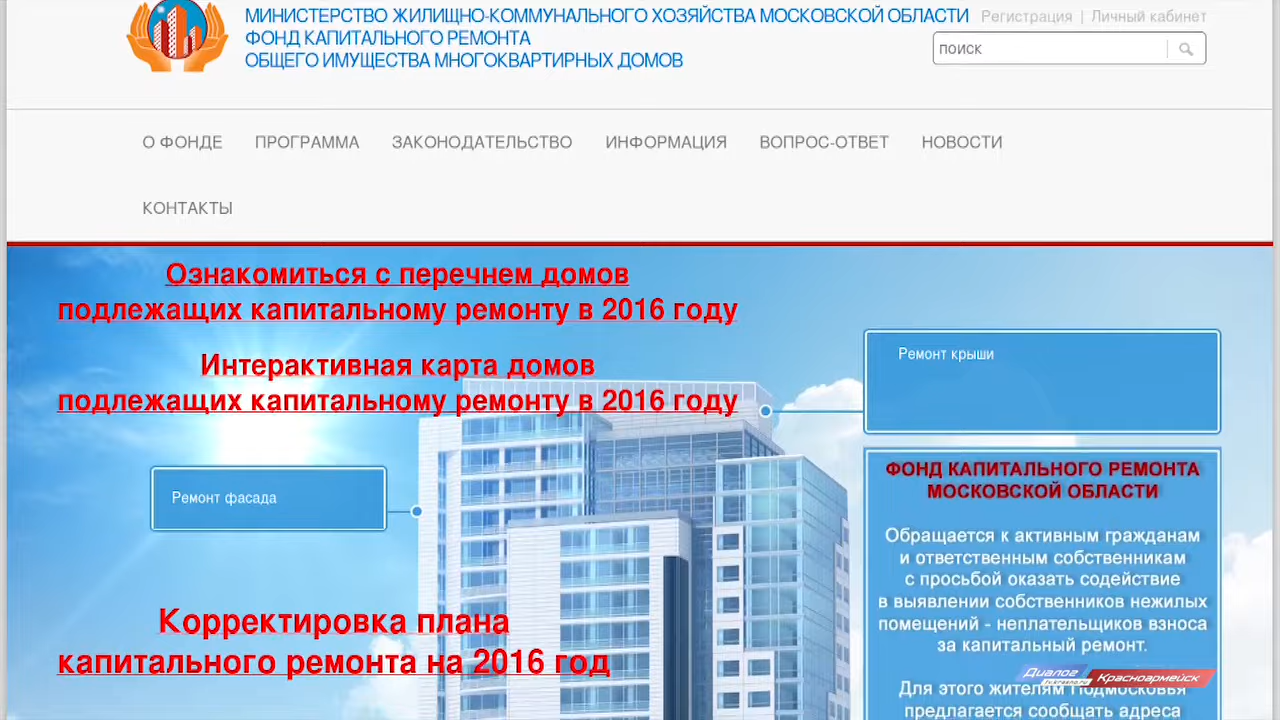 МИНИСТЕРСТВО ЖИЛИЩНО-КОММУНАЛЬНОГО ХОЗЯЙСТВА МОСКОВСКОЙ ОБЛАСТИ
ФОНД КАПИТАЛЬНОГО РЕМОНТА
ОБЩЕГО ИМУЩЕСТВА МНОГОКВАРТИРНЫХ ДОМОВ
Регистрация | Личный кабинет
поиск
О ФОНДЕ ПРОГРАММА ЗАКОНОДАТЕЛЬСТВО ИНФОРМАЦИЯ ВОПРОС-ОТВЕТ НОВОСТИ
КОНТАКТЫ
Ознакомиться с перечнем домов
подлежащих капитальному ремонту в 2016 году
Интерактивная карта домов
подлежащих капитальному ремонту в 2016 году
Ремонт крыши
Ремонт фасада
Корректировка плана
капитального ремонта на 2016 год
ФОНД КАПИТАЛЬНОГО РЕМОНТА
МОСКОВСКОЙ ОБЛАСТИ
Обращается к активным гражданам
и ответственным собственникам
с просьбой оказать содействие
в выявлении собственников нежилых
помещений - неплательщиков взноса
за капитальный ремонт.
Для этого жителям Подмосковья
предлагается сообщать адреса
Диалог
Красноармейск